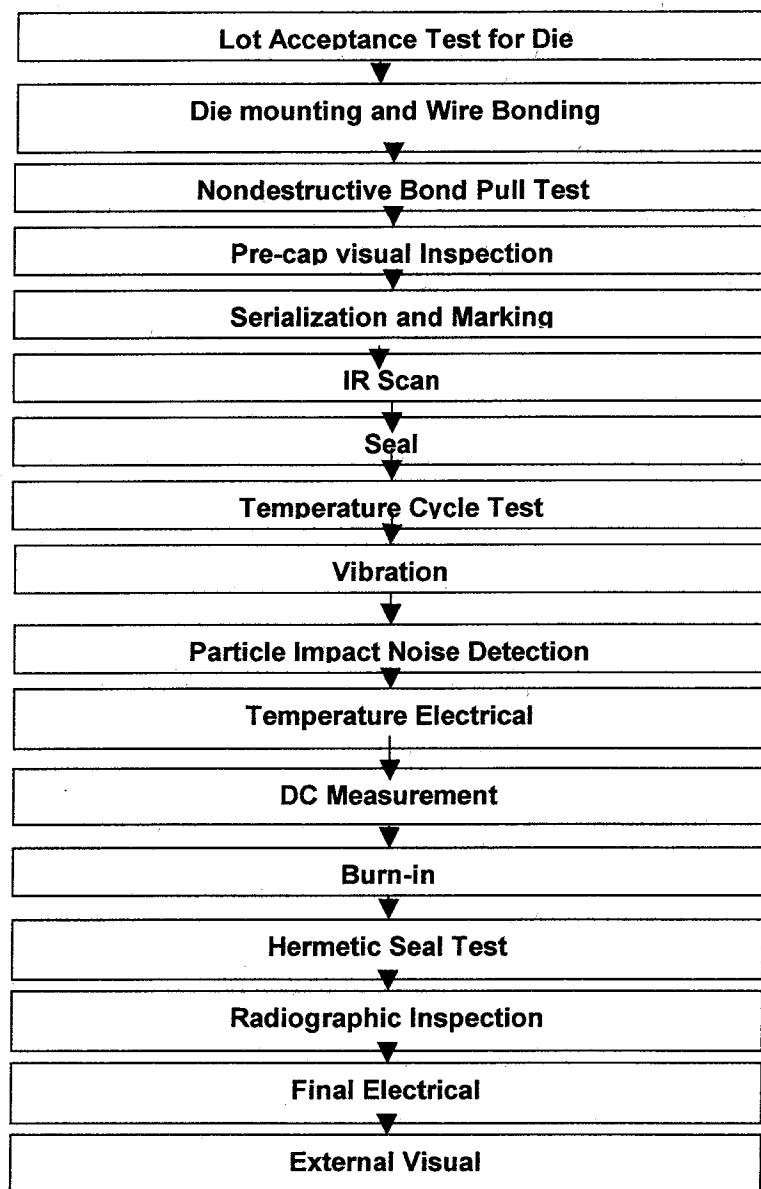 Lot Acceptance Test for Die
Die mounting and Wire Bonding
Nondestructive Bond Pull Test
Pre-cap visual Inspection
Serialization and Marking
IR Scan
Seal
Temperature Cycle Test
Vibration
Particle Impact Noise Detection
Temperature Electrical
DC Measurement
Burn-in
Hermetic Seal Test
Radiographic Inspection
Final Electrical
External Visual